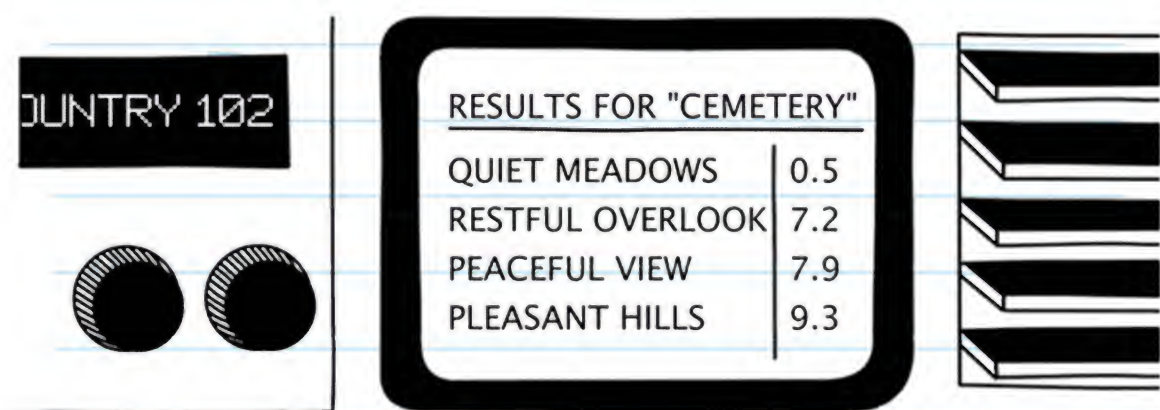 OUNTRY 102
RESULTS FOR "CEMETERY"
QUIET MEADOWS 0.5
RESTFUL OVERLOOK 7.2
PEACEFUL VIEW 7.9
PLEASANT HILLS 9.3